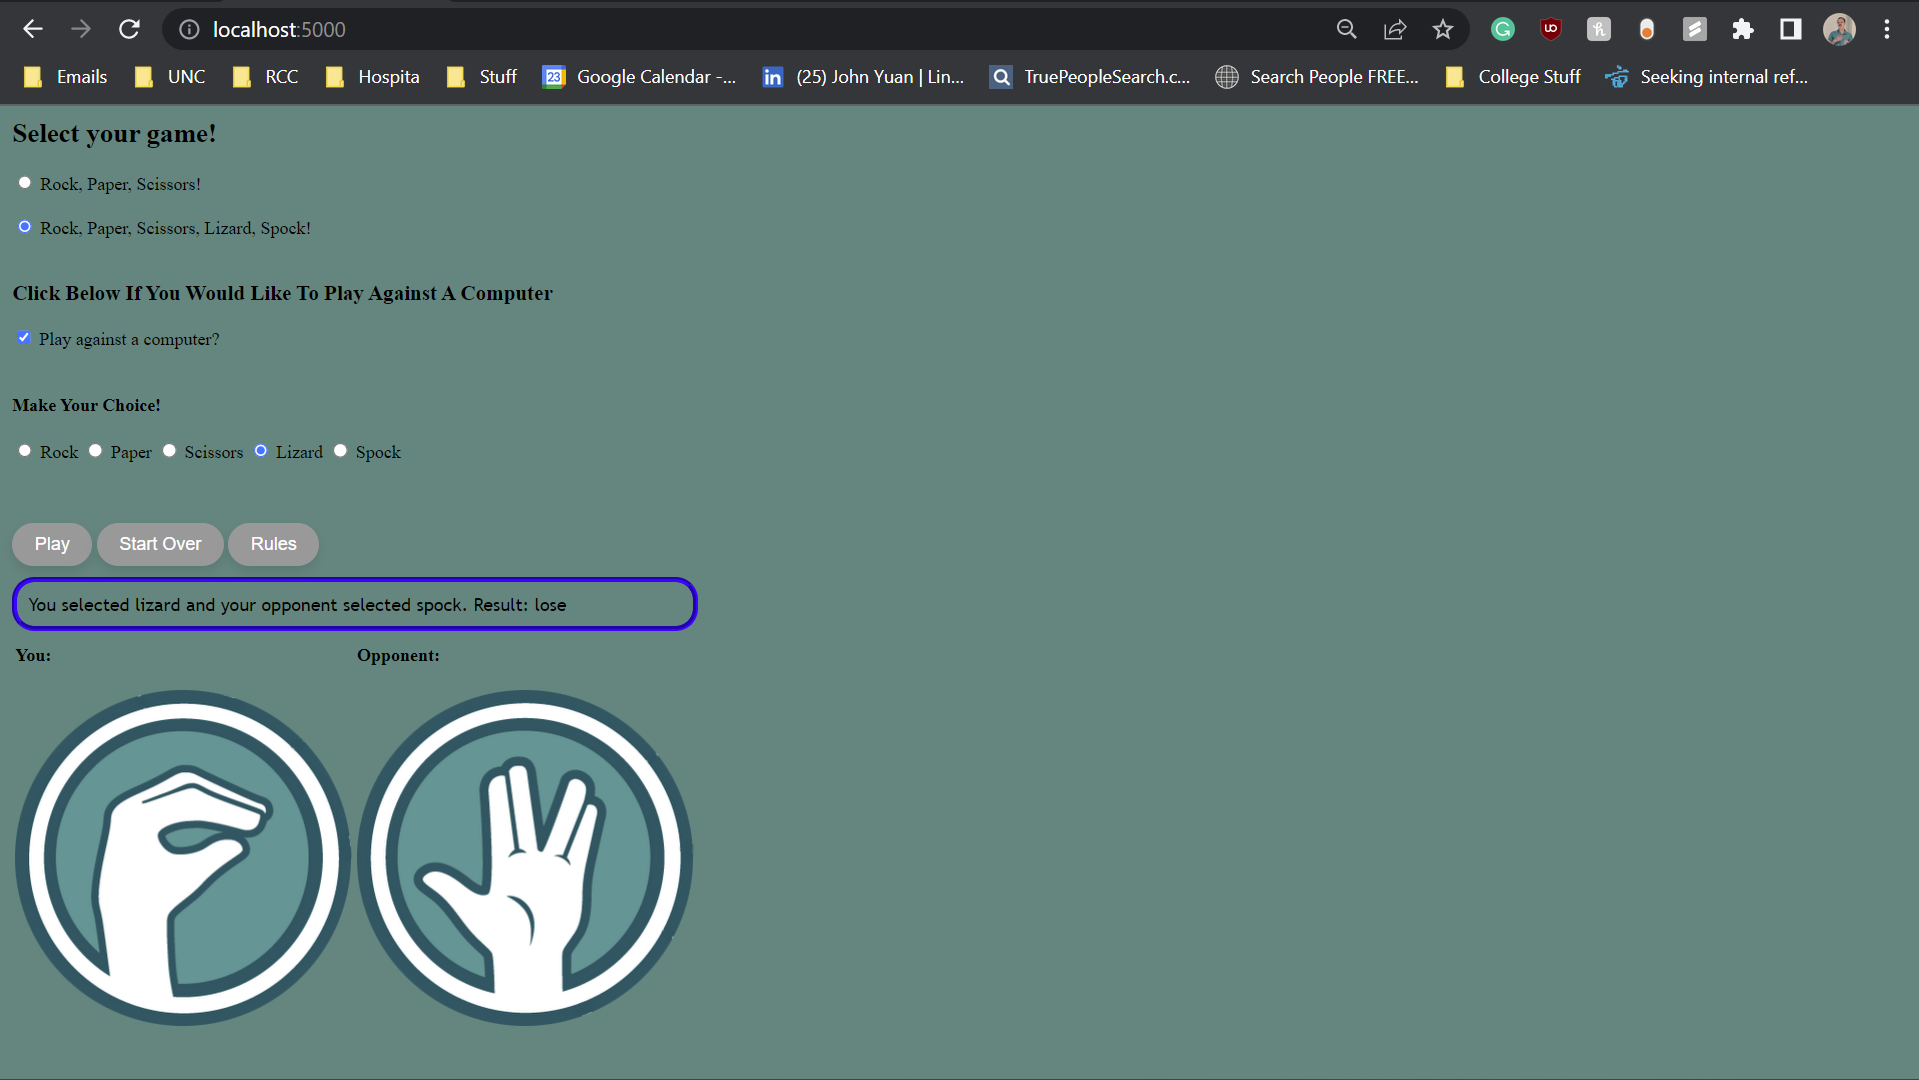 localhost:5000
Emails UNC RCC Hospita Stuff 23 Google Calendar -... in (25) John Yuan | Lin... TruePeopleSearch.c... Search People FREE... College Stuff Seeking internal ref...
Select your game!
Rock, Paper, Scissors!
Rock, Paper, Scissors, Lizard, Spock!
Click Below If You Would Like To Play Against A Computer
Play against a computer?
Make Your Choice!
Rock Paper Scissors Lizard Spock
Play Start Over Rules
You selected lizard and your opponent selected spock. Result: lose
You: Opponent: